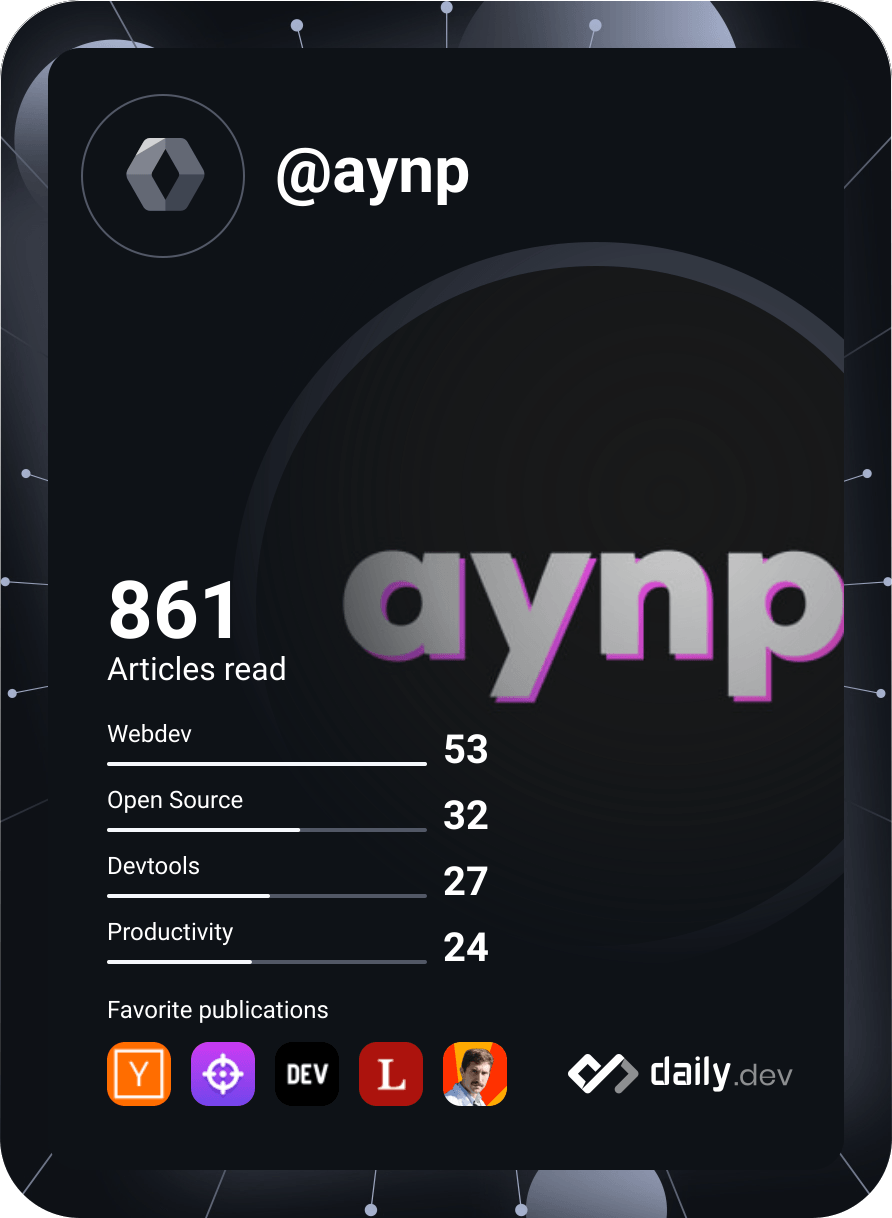 @aynp
aynp
861
Articles read
Webdev
53
Open Source
32
Devtools
27
Productivity
24
Favorite publications
Y
DEV
L
daily.dev